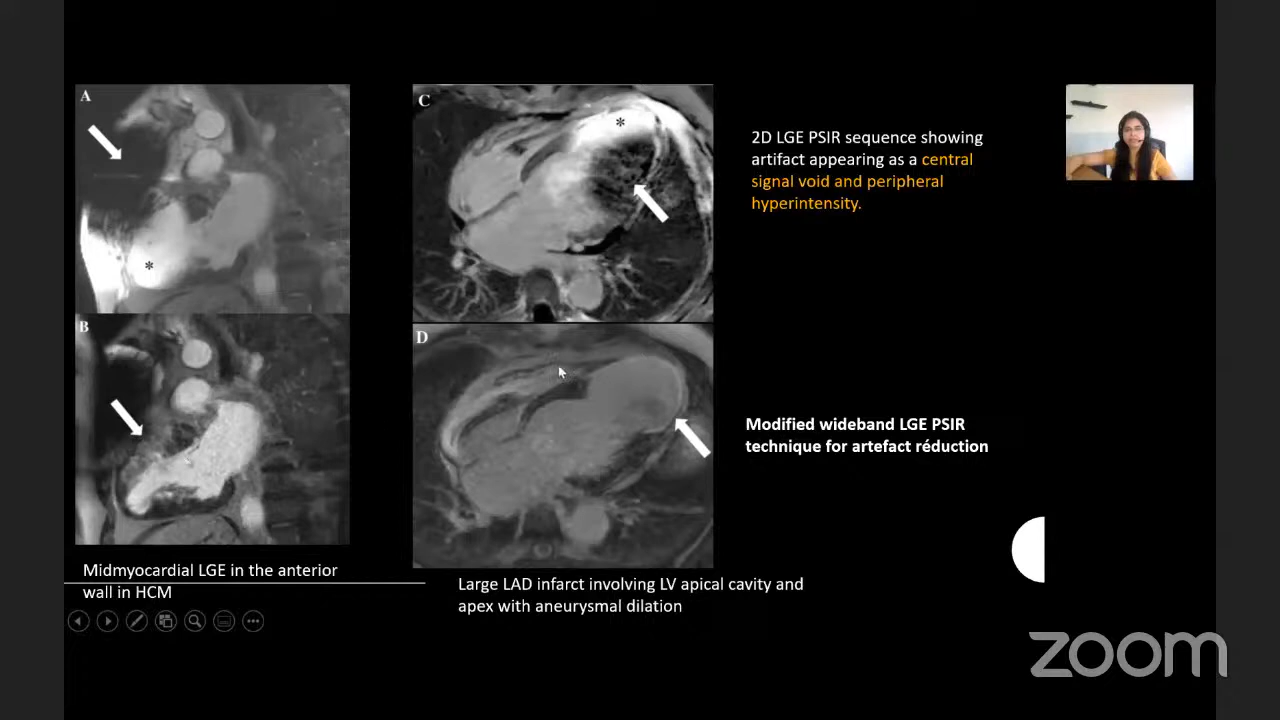 A
B
Midmyocardial LGE in the anterior
wall in HCM
C
*
*
D
Large LAD infarct involving LV apical cavity and
apex with aneurysmal dilation
2D LGE PSIR sequence showing
artifact appearing as a central
signal void and peripheral
hyperintensity.
Modified wideband LGE PSIR
technique for artefact réduction
zoom